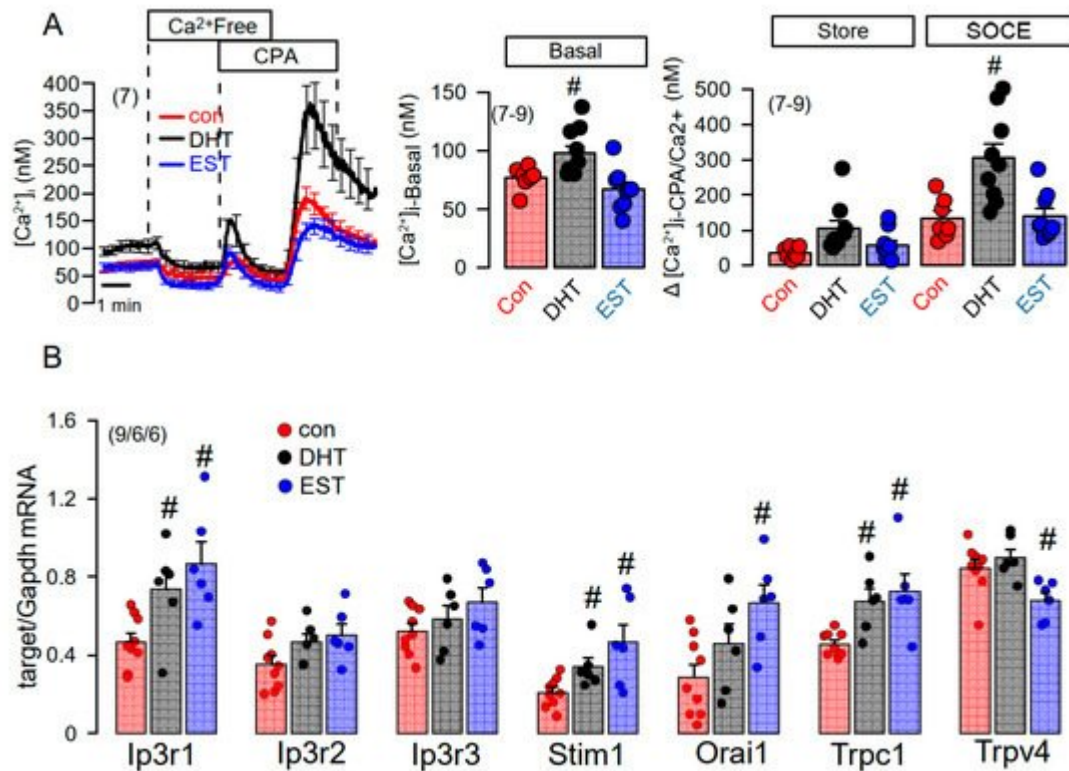 A
Ca²⁺Free
CPA
400
350
300
250
200
150
100
50
0
[Ca²⁺]ᵢ (nM)
(7)
con
DHT
EST
1 min
Basal
#
(7-9)
150
100
50
0
[Ca²⁺]i-Basal (nM)
Con
DHT
EST
Store
SOCE
#
(7-9)
500
400
300
200
100
0
Δ [Ca²⁺]i-CPA/Ca2+ (nM)
Con
DHT
EST
Con
DHT
EST
B
1.6
1.2
0.8
0.4
0
target/Gapdh mRNA
(9/6/6)
con
DHT
EST
# # # # # # # #
Ip3r1 Ip3r2 Ip3r3 Stim1 Orai1 Trpc1 Trpv4